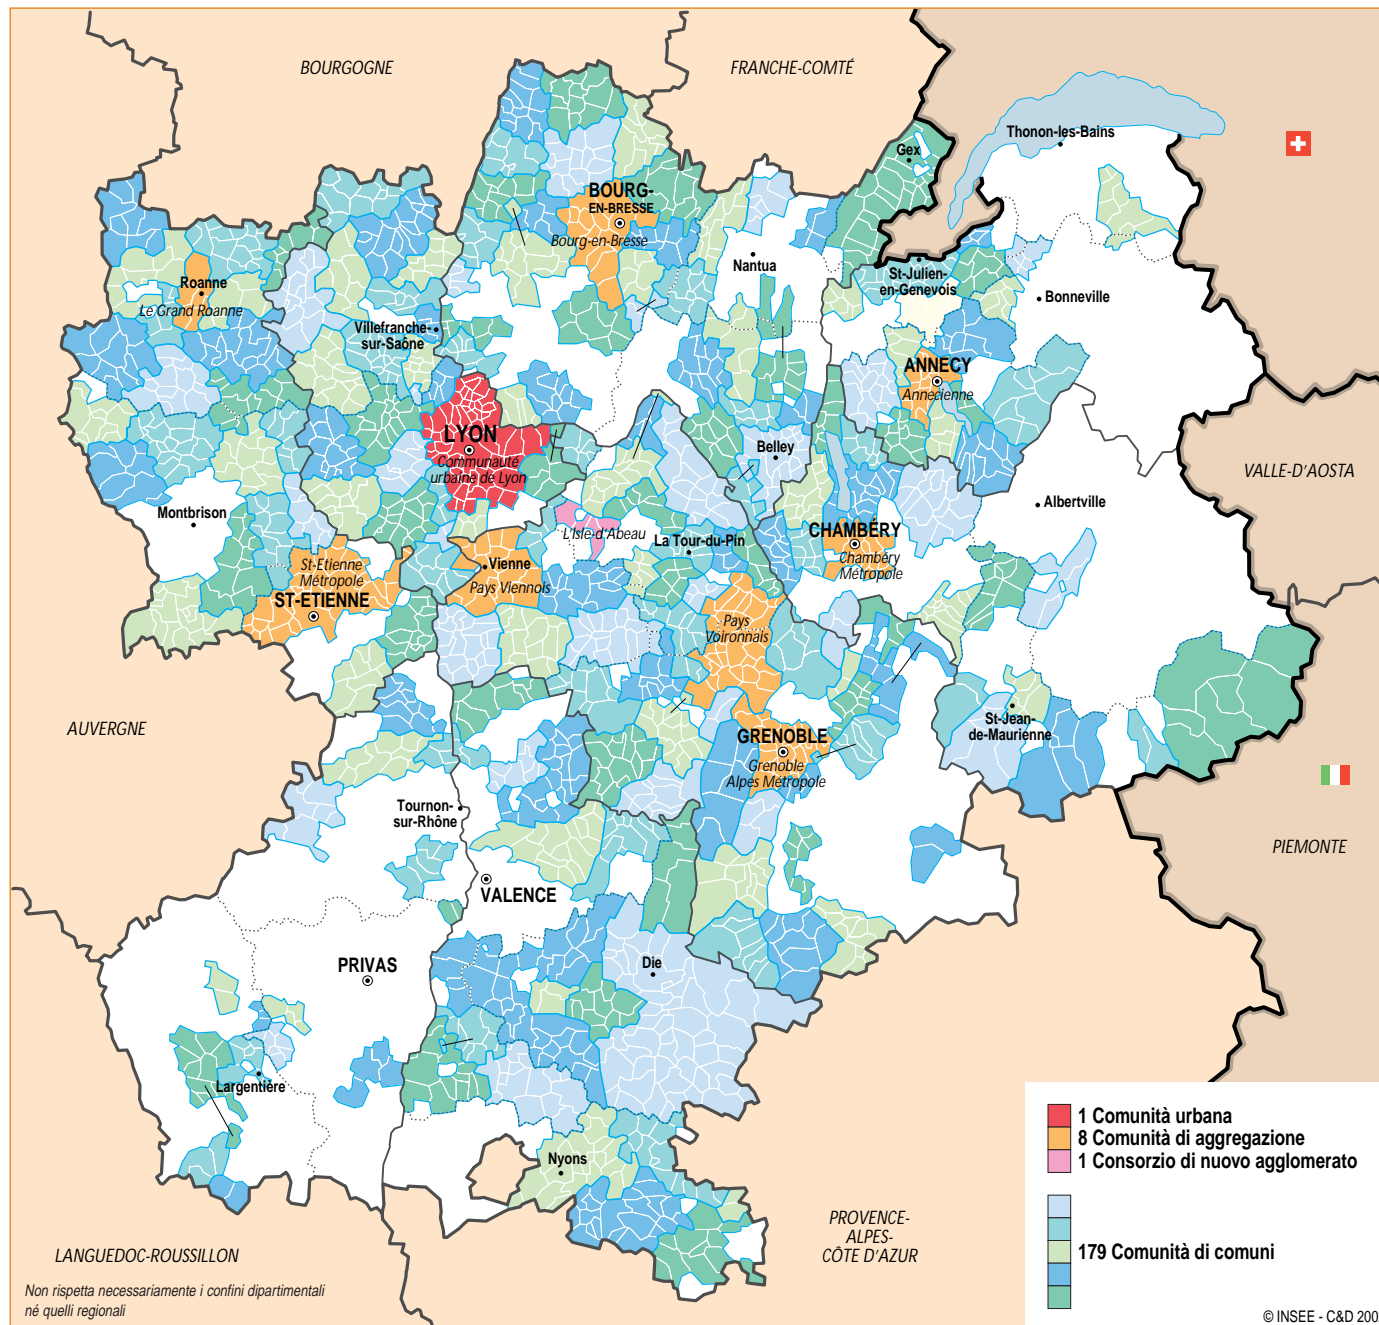 BOURGOGNE
FRANCHE-COMTÉ
Thonon-les-Bains
Gex
BOURG-
EN-BRESSE
Bourg-en-Bresse
Nantua
St-Julien-
en-Genevois
Bonneville
Roanne
Le Grand Roanne
Villefranche-
sur-Saône
ANNECY
Annecienne
LYON
Communauté
urbaine de Lyon
Belley
VALLE-D'AOSTA
Albertville
Montbrison
L'Isle-d'Abeau
La Tour-du-Pin
CHAMBÉRY
Chambéry
Métropole
St-Etienne
Métropole
ST-ETIENNE
Vienne
Pays Viennois
Pays
Voironnais
AUVERGNE
GRENOBLE
Grenoble
Alpes Métropole
St-Jean-
de-Maurienne
Tournon-
sur-Rhône
PIEMONTE
VALENCE
PRIVAS
Die
Largentière
Nyons
1 Comunità urbana
8 Comunità di aggregazione
1 Consorzio di nuovo agglomerato
179 Comunità di comuni
PROVENCE-
ALPES-
CÔTE D'AZUR
LANGUEDOC-ROUSSILLON
Non rispetta necessariamente i confini dipartimentali
né quelli regionali
© INSEE - C&D 200